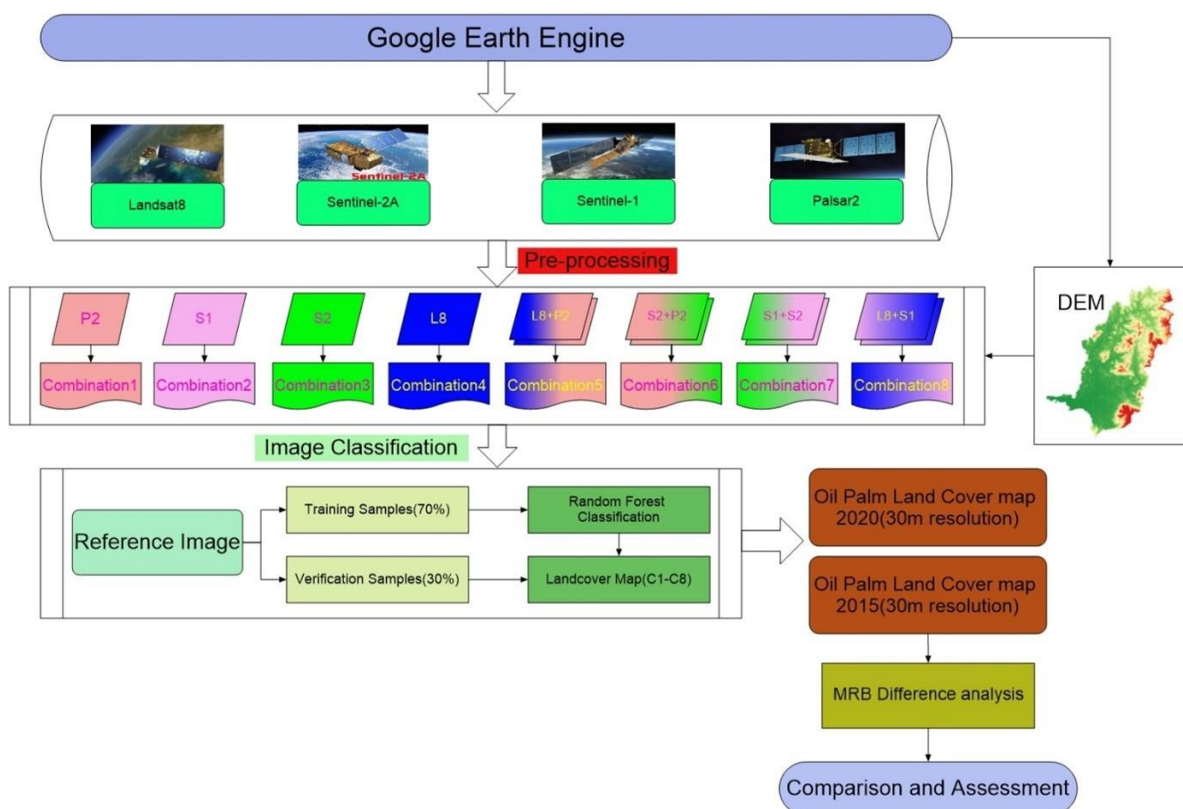 Google Earth Engine
Sentinel-2A
Landsat8
Sentinel-2A
Sentinel-1
Palsar2
Pre-processing
P2
S1
S2
L8
L8+P2
S2+P2
S1+S2
L8+S1
Combination1
Combination2
Combination3
Combination4
Combination5
Combination6
Combination7
Combination8
DEM
Image Classification
Reference Image
Training Samples(70%)
Verification Samples(30%)
Random Forest
Classification
Landcover Map(C1-C8)
Oil Palm Land Cover map
2020(30m resolution)
Oil Palm Land Cover map
2015(30m resolution)
MRB Difference analysis
Comparison and Assessment